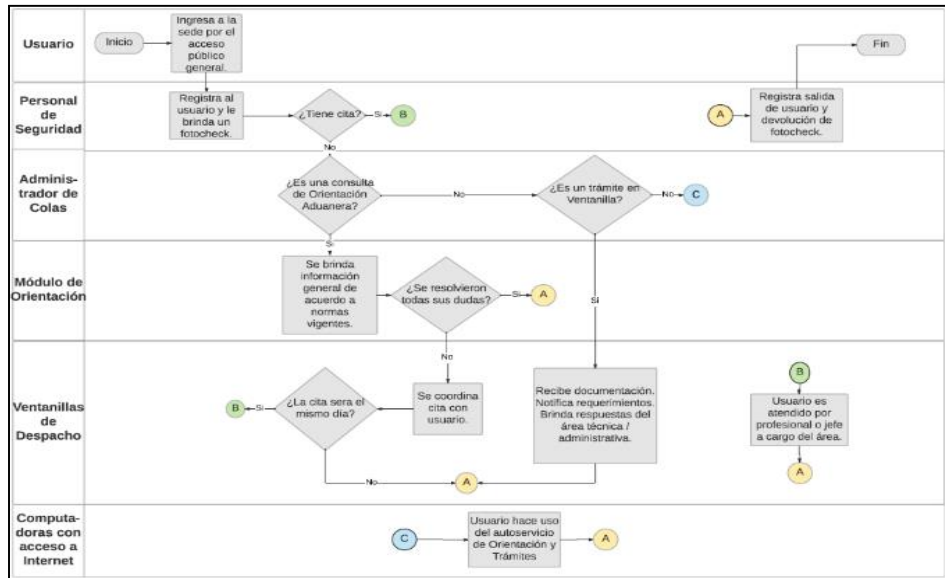 Usuario
Inicio
Ingresa a la
sede por el
acceso
público
general.
Fin
Personal
de
Seguridad
Registra al
usuario y le
brinda un
fotocheck.
¿Tiene cita?
Si
B
A
Registra salida
de usuario y
devolución de
fotocheck.
No
Adminis-
trador de
Colas
¿Es una consulta
de Orientación
Aduanera?
No
¿Es un trámite en
Ventanilla?
No
C
Si
Módulo de
Orientación
Se brinda
información
general de
acuerdo a
normas
vigentes.
¿Se resolvieron
todas sus dudas?
Si
A
Si
No
Ventanillas
de
Despacho
B
Si
¿La cita sera el
mismo día?
Se coordina
cita con
usuario.
Recibe documentación.
Notifica requerimientos.
Brinda respuestas del
área técnica /
administrativa.
B
Usuario es
atendido por
profesional o jefe
a cargo del área.
A
No
A
Computa-
doras con
acceso a
Internet
C
Usuario hace uso
del autoservicio
de Orientación y
Trámites
A